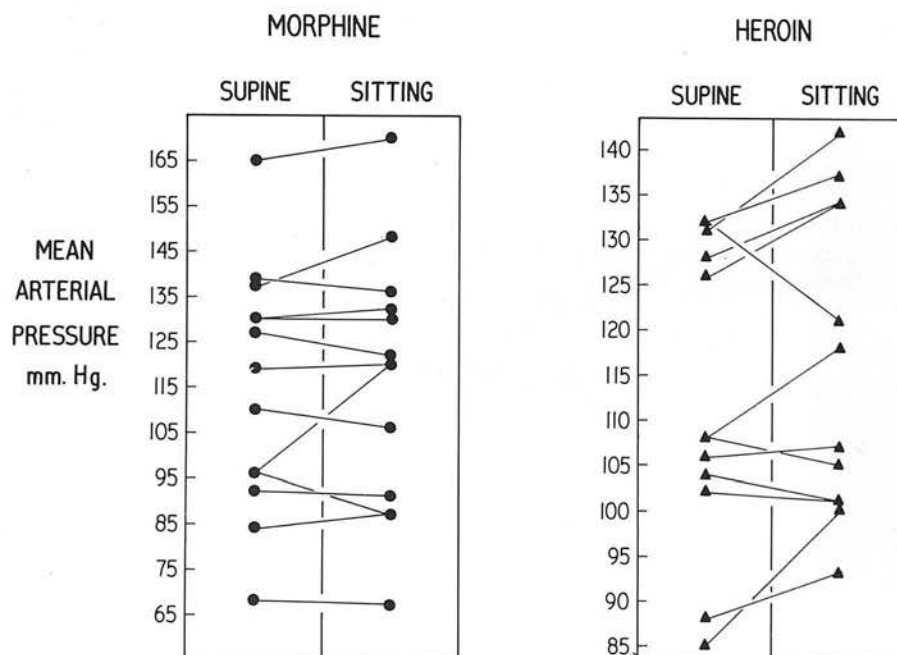 MORPHINE
SUPINE SITTING
MEAN
ARTERIAL
PRESSURE
mm. Hg.
165
155
145
135
125
115
105
95
85
75
65
HEROIN
SUPINE SITTING
140
135
130
125
120
115
110
105
100
95
90
85